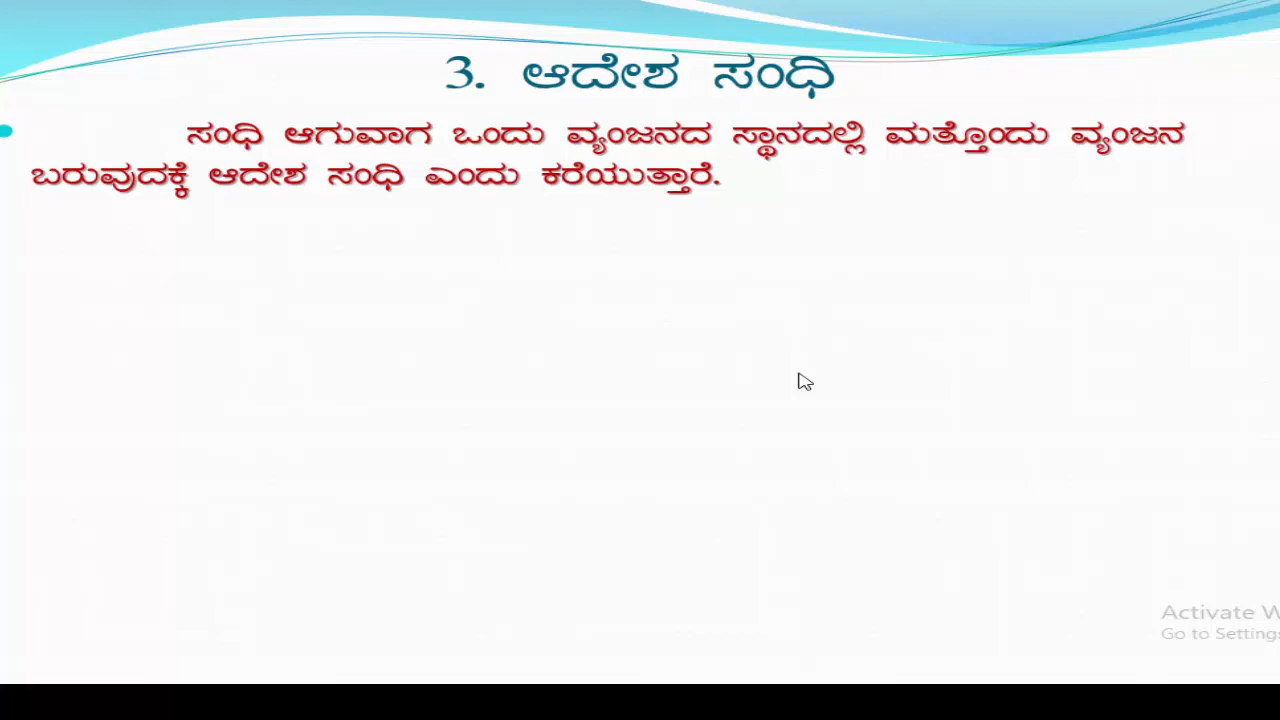 3. ಆದೇಶ ಸಂಧಿ
ಸಂಧಿ ಆಗುವಾಗ ಒಂದು ವ್ಯಂಜನದ ಸ್ಥಾನದಲ್ಲಿ ಮತ್ತೊಂದು ವ್ಯಂಜನ
ಬರುವುದಕ್ಕೆ ಆದೇಶ ಸಂಧಿ ಎಂದು ಕರೆಯುತ್ತಾರೆ.
Activate W
Go to Settings